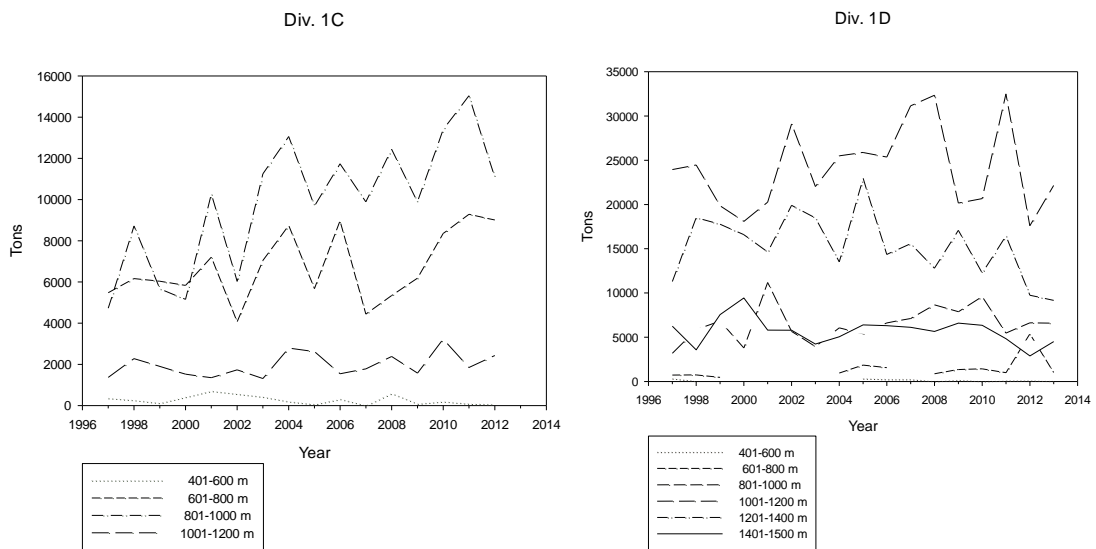 Div. 1C
Tons
16000
14000
12000
10000
8000
6000
4000
2000
0
1996 1998 2000 2002 2004 2006 2008 2010 2012 2014
Year
401-600 m
601-800 m
801-1000 m
1001-1200 m
Div. 1D
Tons
35000
30000
25000
20000
15000
10000
5000
0
1996 1998 2000 2002 2004 2006 2008 2010 2012 2014
Year
401-600 m
601-800 m
801-1000 m
1001-1200 m
1201-1400 m
1401-1500 m